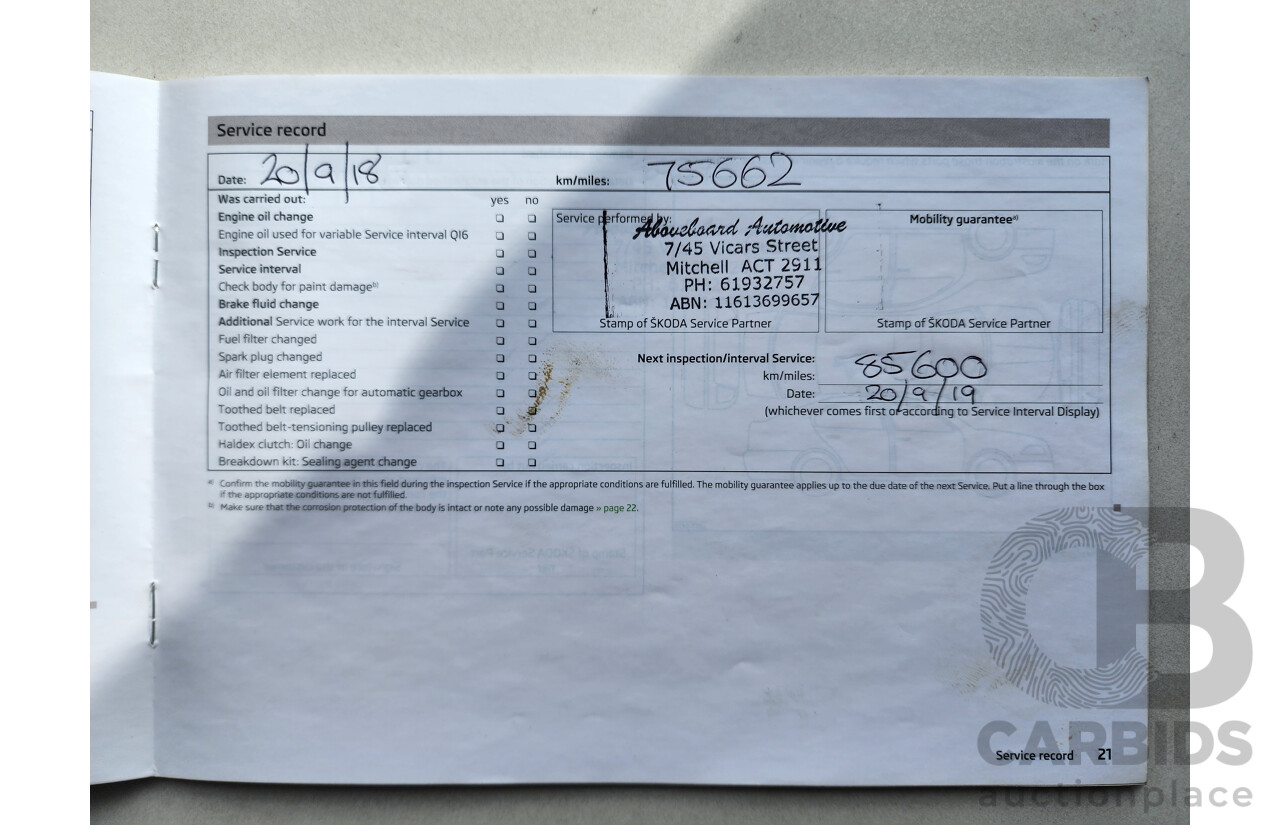 Service record
Date: 20/9/18 km/miles: 75662
Was carried out: yes no
Engine oil change
Engine oil used for variable Service interval QI6
Inspection Service
Service interval
Check body for paint damageᵇ⁾
Brake fluid change
Additional Service work for the interval Service
Fuel filter changed
Spark plug changed
Air filter element replaced
Oil and oil filter change for automatic gearbox
Toothed belt replaced
Toothed belt-tensioning pulley replaced
Haldex clutch: Oil change
Breakdown kit: Sealing agent change
Service performed by:
Aboveboard Automotive
7/45 Vicars Street
Mitchell ACT 2911
PH: 61932757
ABN: 11613699657
Stamp of ŠKODA Service Partner
Mobility guaranteeᵃ⁾
Stamp of ŠKODA Service Partner
Next inspection/interval Service:
km/miles: 85600
Date: 20/9/19
(whichever comes first or according to Service Interval Display)
ᵃ⁾ Confirm the mobility guarantee in this field during the inspection Service if the appropriate conditions are fulfilled. The mobility guarantee applies up to the due date of the next Service. Put a line through the box
if the appropriate conditions are not fulfilled.
ᵇ⁾ Make sure that the corrosion protection of the body is intact or note any possible damage » page 22.
Service record 21
CARBIDS
auctionplace